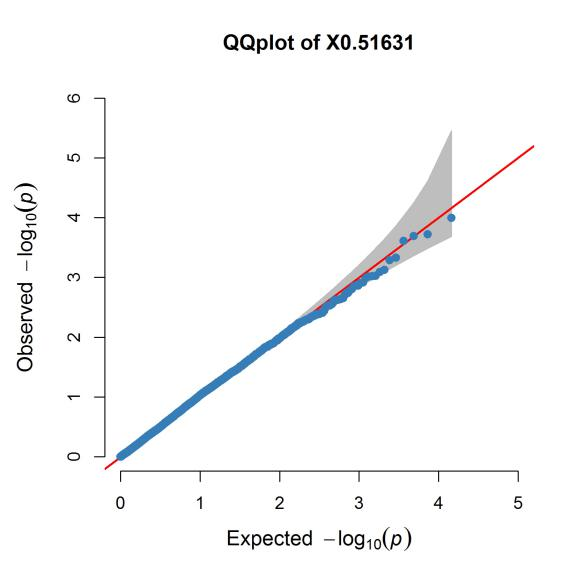 QQplot of X0.51631
6
5
4
3
2
1
0
Observed −log₁₀(p)
0 1 2 3 4 5
Expected −log₁₀(p)